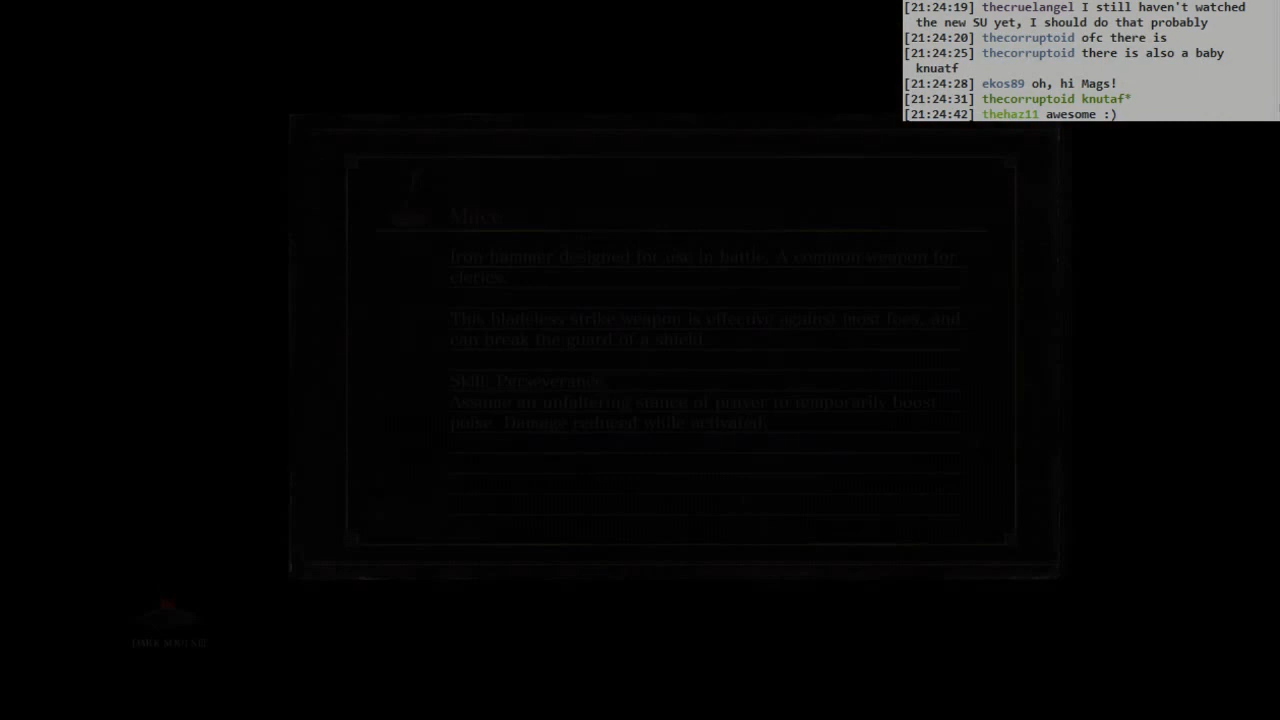 [21:24:19] thecruelangel I still haven't watched
the new SU yet, I should do that probably
[21:24:20] thecorruptoid ofc there is
[21:24:25] thecorruptoid there is also a baby
knuatf
[21:24:28] ekos89 oh, hi Mags!
[21:24:31] thecorruptoid knutaf*
[21:24:42] thehaz11 awesome :)
Mace
Iron hammer designed for use in battle. A common weapon for
clerics.
This bladeless strike weapon is effective against most foes, and
can break the guard of a shield.
Skill: Perseverance
Assume an unfaltering stance of prayer to temporarily boost
poise. Damage reduced while activated.
DARK SOULS III